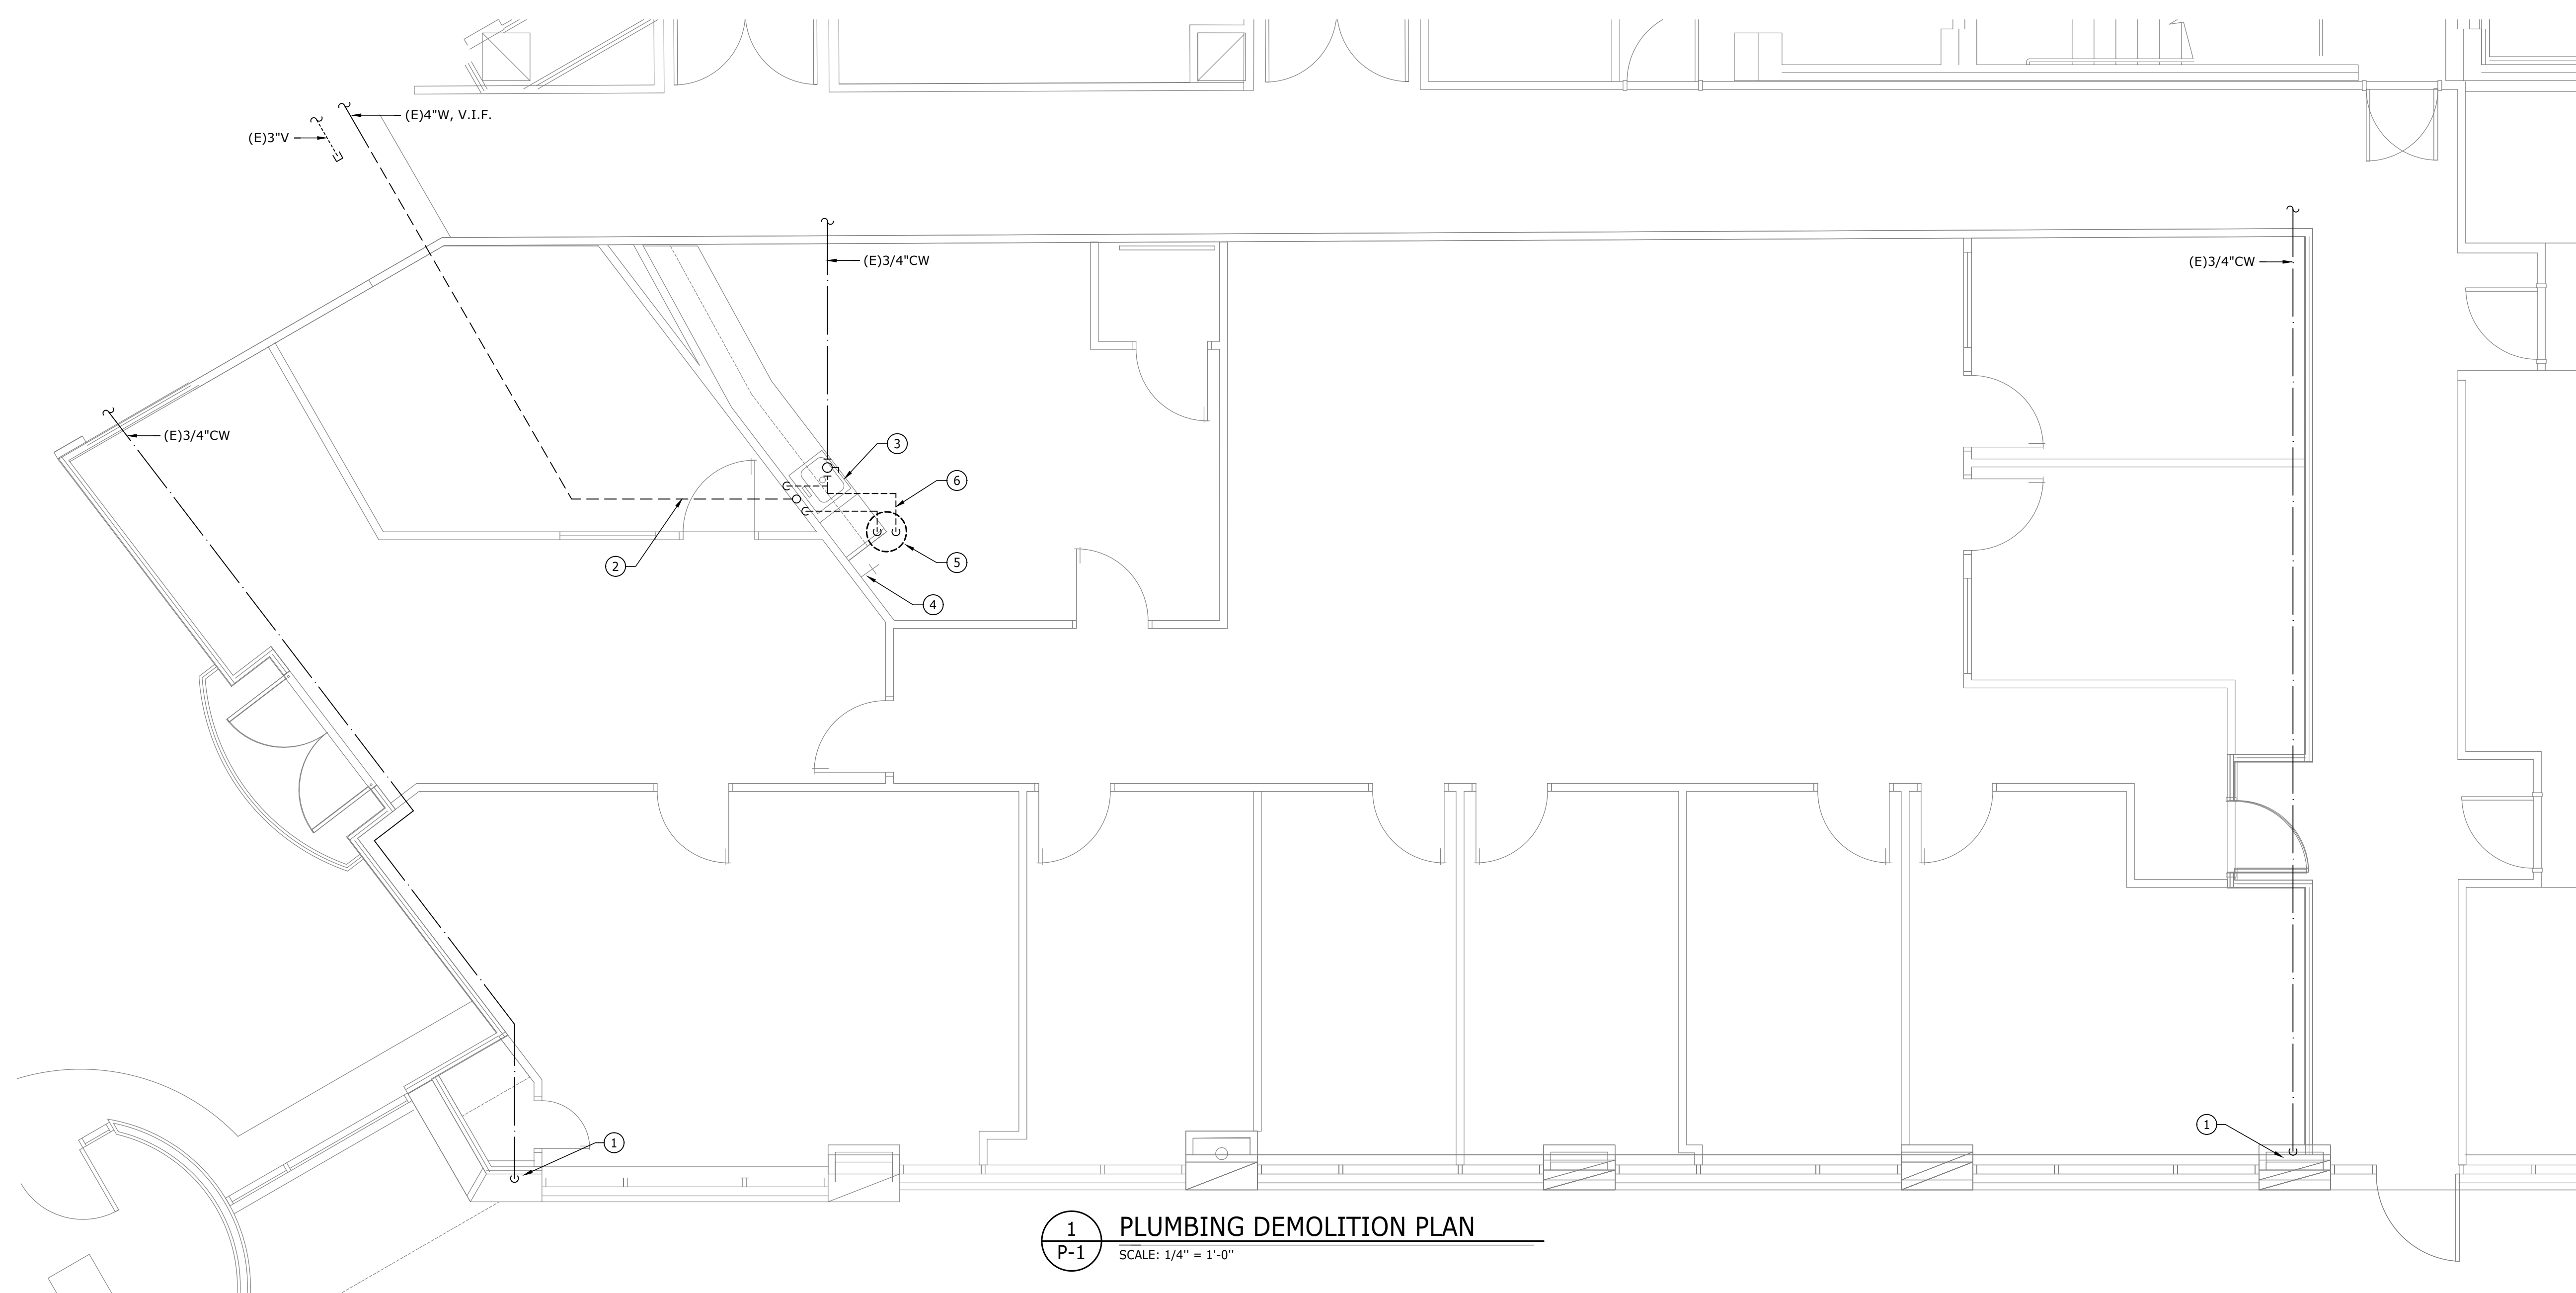 (E)4"W, V.I.F.
(E)3"V
(E)3/4"CW
(E)3/4"CW
(E)3/4"CW
3
6
2
5
4
1
1
1
P-1
PLUMBING DEMOLITION PLAN
SCALE: 1/4" = 1'-0"